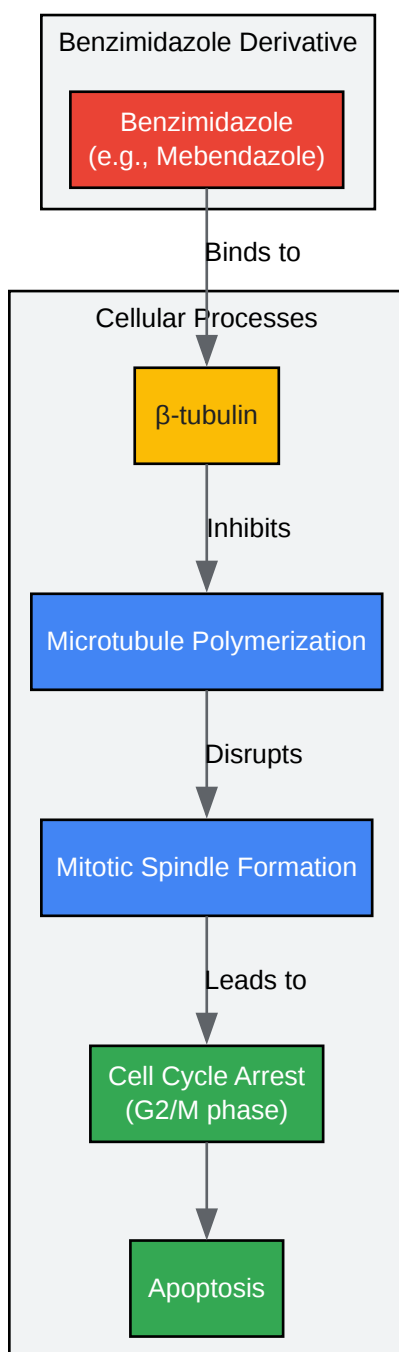 Benzimidazole Derivative
Benzimidazole
(e.g., Mebendazole)
Binds to
Cellular Processes
β-tubulin
Inhibits
Microtubule Polymerization
Disrupts
Mitotic Spindle Formation
Leads to
Cell Cycle Arrest
(G2/M phase)
Apoptosis